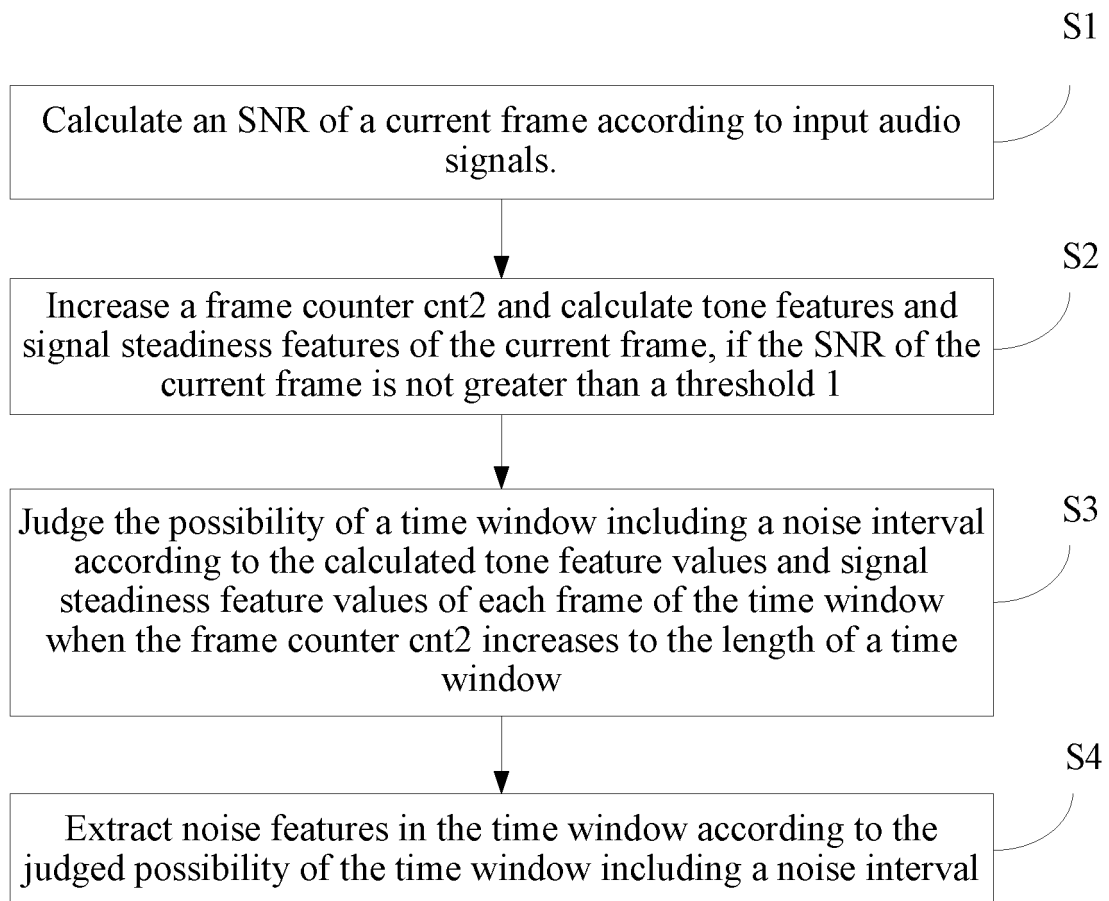 S1
Calculate an SNR of a current frame according to input audio
signals.
S2
Increase a frame counter cnt2 and calculate tone features and
signal steadiness features of the current frame, if the SNR of the
current frame is not greater than a threshold 1
S3
Judge the possibility of a time window including a noise interval
according to the calculated tone feature values and signal
steadiness feature values of each frame of the time window
when the frame counter cnt2 increases to the length of a time
window
S4
Extract noise features in the time window according to the
judged possibility of the time window including a noise interval